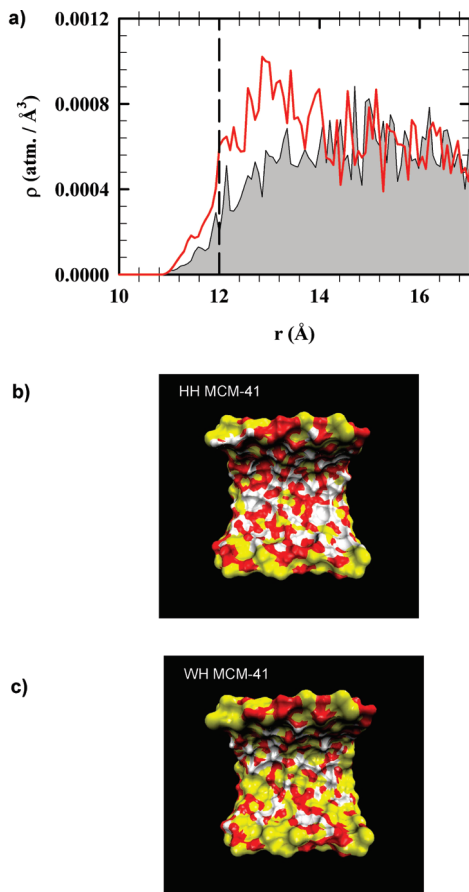 a)
0.0012
0.0008
0.0004
0.0000
ρ (atm. / Å³)
10 12 14 16
r (Å)
b)
HH MCM-41
c)
WH MCM-41